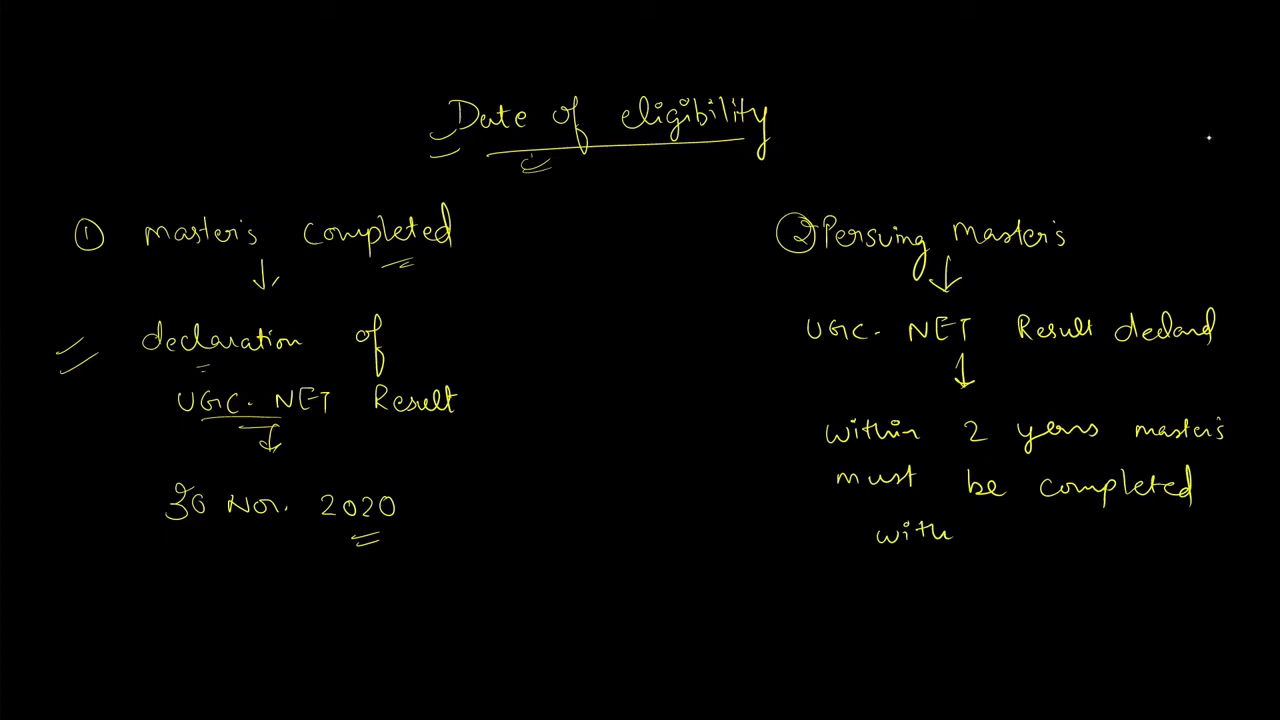 Date of eligibility
① master's completed
↓
declaration of
UGC. NET Result
↓
30 Nov. 2020
② Persuing master's
↓
UGC. NET Result declard
↓
within 2 years master's
must be completed
with